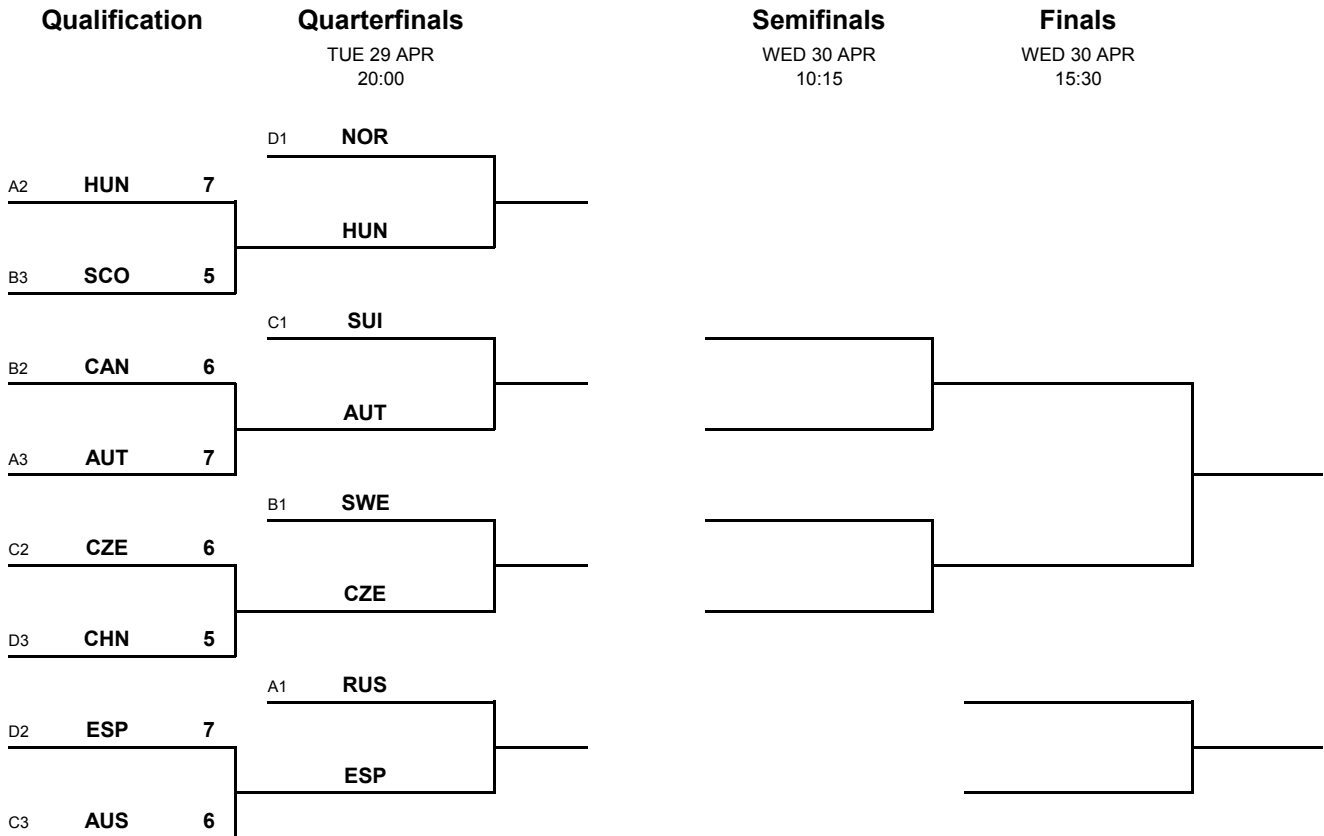 Qualification Quarterfinals Semifinals Finals
TUE 29 APR WED 30 APR WED 30 APR
20:00 10:15 15:30
D1 NOR
A2 HUN 7
HUN
B3 SCO 5
C1 SUI
B2 CAN 6
AUT
A3 AUT 7
B1 SWE
C2 CZE 6
CZE
D3 CHN 5
A1 RUS
D2 ESP 7
ESP
C3 AUS 6